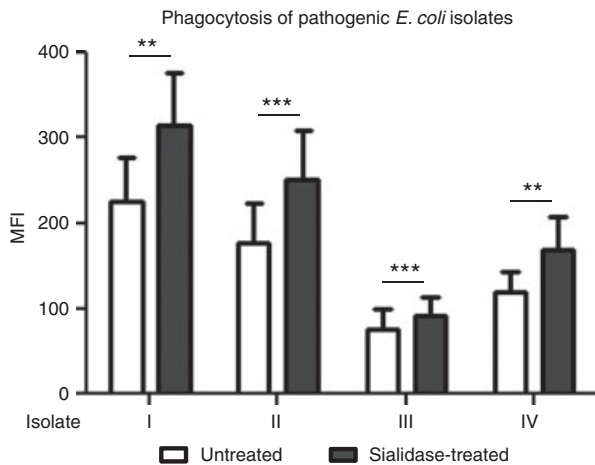 Phagocytosis of pathogenic E. coli isolates
400
300
200
100
0
MFI
**
***
***
**
Isolate I II III IV
Untreated Sialidase-treated